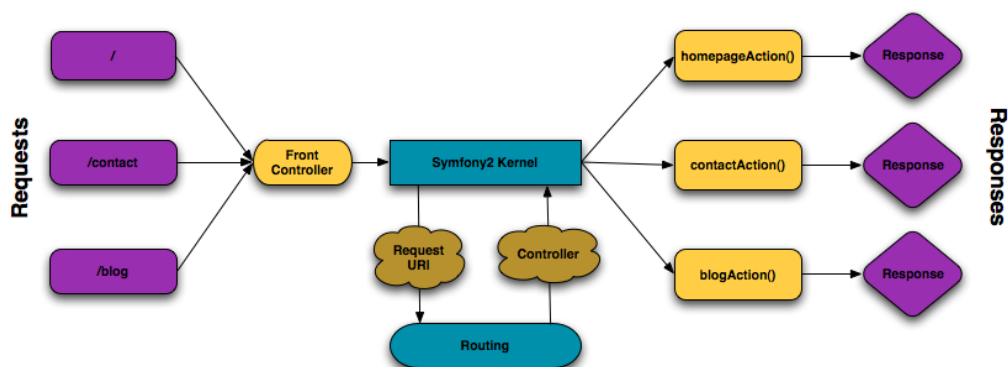 Requests
/
/contact
/blog
Front
Controller
Symfony2 Kernel
Request
URI
Controller
Routing
homepageAction()
contactAction()
blogAction()
Response
Response
Response
Responses